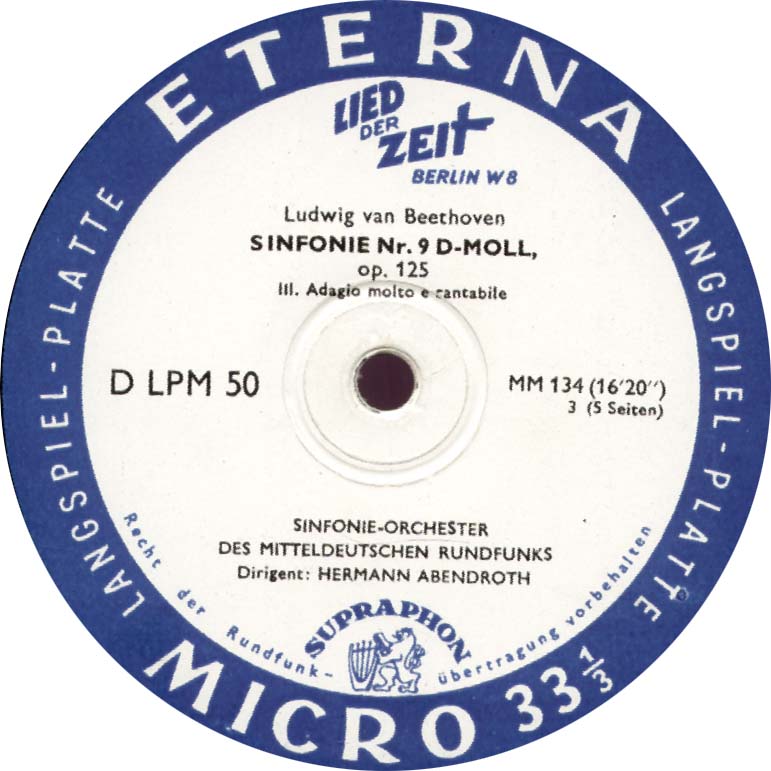 ETERNA
LIED
DER
ZEIT
BERLIN W8
Ludwig van Beethoven
SINFONIE Nr. 9 D-MOLL,
op. 125
III. Adagio molto e cantabile
D LPM 50
MM 134 (16'20'')
3 (5 Seiten)
SINFONIE-ORCHESTER
DES MITTELDEUTSCHEN RUNDFUNKS
Dirigent: HERMANN ABENDROTH
SUPRAPHON
Recht der Rundfunk-übertragung vorbehalten
LANGSPIEL-PLATTE
LANGSPIEL-PLATTE
MICRO 33 1/3